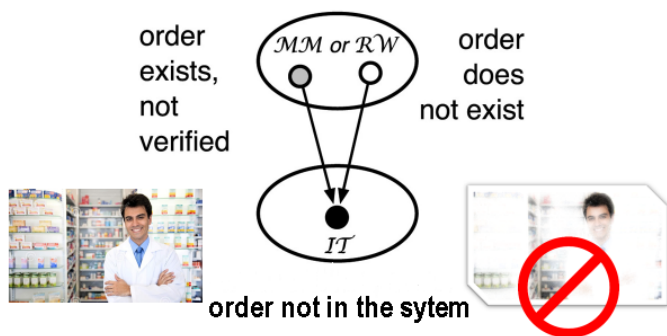 order
exists,
not
verified
MM or RW
order
does
not exist
IT
order not in the sytem